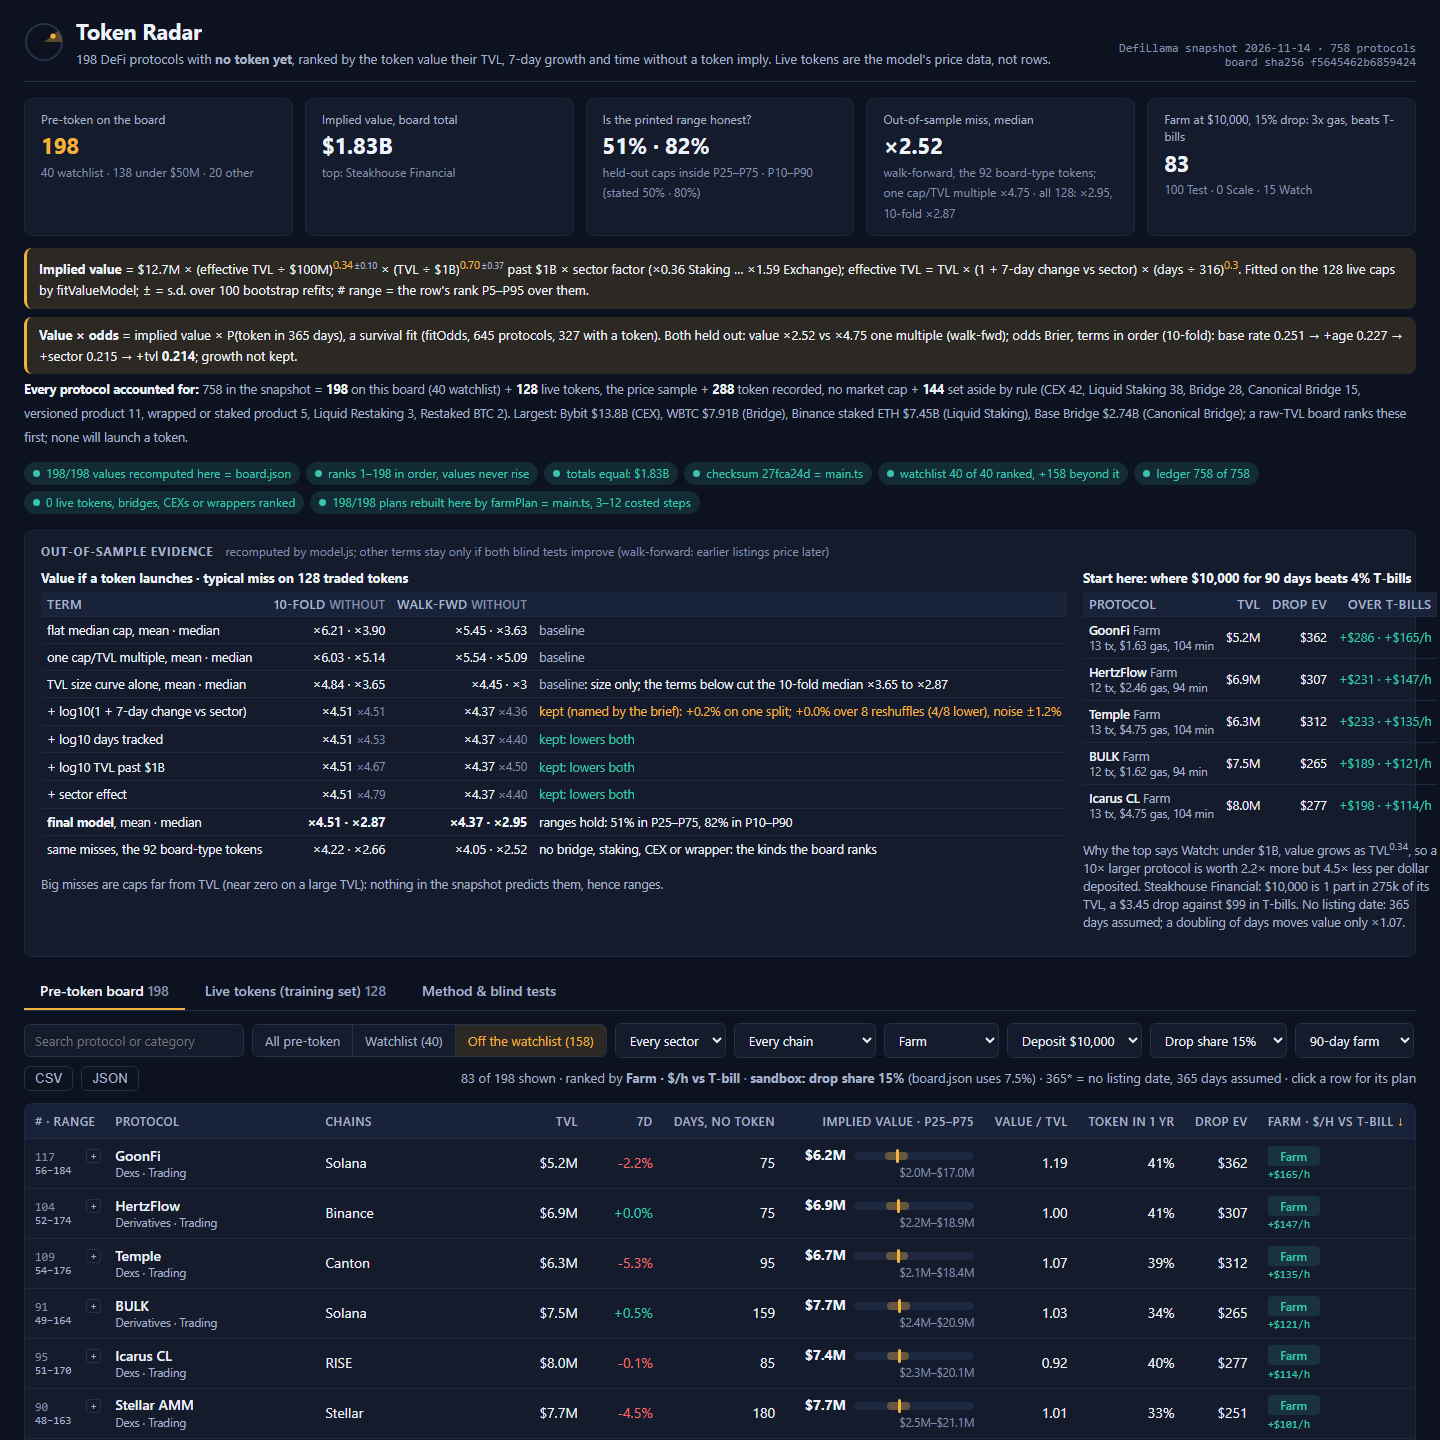 Token Radar
198 DeFi protocols with no token yet, ranked by the token value their TVL, 7-day growth and time without a token imply. Live tokens are the model's price data, not rows.
DefiLlama snapshot 2026-11-14 · 758 protocols
board sha256 f5645462b6859424
Pre-token on the board
198
40 watchlist · 138 under $50M · 20 other
Implied value, board total
$1.83B
top: Steakhouse Financial
Is the printed range honest?
51% · 82%
held-out caps inside P25–P75 · P10–P90
(stated 50% · 80%)
Out-of-sample miss, median
×2.52
walk-forward, the 92 board-type tokens;
one cap/TVL multiple ×4.75 · all 128: ×2.95,
10-fold ×2.87
Farm at $10,000, 15% drop: 3x gas, beats T-
bills
83
100 Test · 0 Scale · 15 Watch
Implied value = $12.7M × (effective TVL ÷ $100M)0.34 ±0.10 × (TVL ÷ $1B)0.70 ±0.37 past $1B × sector factor (×0.36 Staking ... ×1.59 Exchange); effective TVL = TVL × (1 + 7-day change vs sector) × (days ÷ 316)0.3. Fitted on the 128 live caps
by fitValueModel; ± = s.d. over 100 bootstrap refits; # range = the row's rank P5–P95 over them.
Value × odds = implied value × P(token in 365 days), a survival fit (fitOdds, 645 protocols, 327 with a token). Both held out: value ×2.52 vs ×4.75 one multiple (walk-fwd); odds Brier, terms in order (10-fold): base rate 0.251 → +age 0.227 →
+sector 0.215 → +tvl 0.214; growth not kept.
Every protocol accounted for: 758 in the snapshot = 198 on this board (40 watchlist) + 128 live tokens, the price sample + 288 token recorded, no market cap + 144 set aside by rule (CEX 42, Liquid Staking 38, Bridge 28, Canonical Bridge 15,
versioned product 11, wrapped or staked product 5, Liquid Restaking 3, Restaked BTC 2). Largest: Bybit $13.8B (CEX), WBTC $7.91B (Bridge), Binance staked ETH $7.45B (Liquid Staking), Base Bridge $2.74B (Canonical Bridge); a raw-TVL board ranks these
first; none will launch a token.
198/198 values recomputed here = board.json
ranks 1–198 in order, values never rise
totals equal: $1.83B
checksum 27fca24d = main.ts
watchlist 40 of 40 ranked, +158 beyond it
ledger 758 of 758
0 live tokens, bridges, CEXs or wrappers ranked
198/198 plans rebuilt here by farmPlan = main.ts, 3–12 costed steps
OUT-OF-SAMPLE EVIDENCE recomputed by model.js; other terms stay only if both blind tests improve (walk-forward: earlier listings price later)
Value if a token launches · typical miss on 128 traded tokens
TERM 10-FOLD WITHOUT WALK-FWD WITHOUT
flat median cap, mean · median ×6.21 · ×3.90 ×5.45 · ×3.63 baseline
one cap/TVL multiple, mean · median ×6.03 · ×5.14 ×5.54 · ×5.09 baseline
TVL size curve alone, mean · median ×4.84 · ×3.65 ×4.45 · ×3 baseline: size only; the terms below cut the 10-fold median ×3.65 to ×2.87
+ log10(1 + 7-day change vs sector) ×4.51 ×4.51 ×4.37 ×4.36 kept (named by the brief): +0.2% on one split; +0.0% over 8 reshuffles (4/8 lower), noise ±1.2%
+ log10 days tracked ×4.51 ×4.53 ×4.37 ×4.40 kept: lowers both
+ log10 TVL past $1B ×4.51 ×4.67 ×4.37 ×4.50 kept: lowers both
+ sector effect ×4.51 ×4.79 ×4.37 ×4.40 kept: lowers both
final model, mean · median ×4.51 · ×2.87 ×4.37 · ×2.95 ranges hold: 51% in P25–P75, 82% in P10–P90
same misses, the 92 board-type tokens ×4.22 · ×2.66 ×4.05 · ×2.52 no bridge, staking, CEX or wrapper: the kinds the board ranks
Big misses are caps far from TVL (near zero on a large TVL): nothing in the snapshot predicts them, hence ranges.
Start here: where $10,000 for 90 days beats 4% T-bills
PROTOCOL TVL DROP EV OVER T-BILLS
GoonFi Farm $5.2M $362 +$286 · +$165/h
13 tx, $1.63 gas, 104 min
HertzFlow Farm $6.9M $307 +$231 · +$147/h
12 tx, $2.46 gas, 94 min
Temple Farm $6.3M $312 +$233 · +$135/h
13 tx, $4.75 gas, 104 min
BULK Farm $7.5M $265 +$189 · +$121/h
12 tx, $1.62 gas, 94 min
Icarus CL Farm $8.0M $277 +$198 · +$114/h
13 tx, $4.75 gas, 104 min
Why the top says Watch: under $1B, value grows as TVL0.34, so a
10× larger protocol is worth 2.2× more but 4.5× less per dollar
deposited. Steakhouse Financial: $10,000 is 1 part in 275k of its
TVL, a $3.45 drop against $99 in T-bills. No listing date: 365
days assumed; a doubling of days moves value only ×1.07.
Pre-token board 198
Live tokens (training set) 128
Method & blind tests
Search protocol or category
All pre-token
Watchlist (40)
Off the watchlist (158)
Every sector
Every chain
Farm
Deposit $10,000
Drop share 15%
90-day farm
CSV
JSON
83 of 198 shown · ranked by Farm · $/h vs T-bill · sandbox: drop share 15% (board.json uses 7.5%) · 365* = no listing date, 365 days assumed · click a row for its plan
# · RANGE PROTOCOL CHAINS TVL 7D DAYS, NO TOKEN IMPLIED VALUE · P25–P75 VALUE / TVL TOKEN IN 1 YR DROP EV FARM · $/H VS T-BILL ↓
117 + GoonFi Solana $5.2M -2.2% 75 $6.2M 1.19 41% $362 Farm
56–184 Dexs · Trading $2.0M–$17.0M +$165/h
104 + HertzFlow Binance $6.9M +0.0% 75 $6.9M 1.00 41% $307 Farm
52–174 Derivatives · Trading $2.2M–$18.9M +$147/h
109 + Temple Canton $6.3M -5.3% 95 $6.7M 1.07 39% $312 Farm
54–176 Dexs · Trading $2.1M–$18.4M +$135/h
91 + BULK Solana $7.5M +0.5% 159 $7.7M 1.03 34% $265 Farm
49–164 Derivatives · Trading $2.4M–$20.9M +$121/h
95 + Icarus CL RISE $8.0M -0.1% 85 $7.4M 0.92 40% $277 Farm
51–170 Dexs · Trading $2.3M–$20.1M +$114/h
90 + Stellar AMM Stellar $7.7M -4.5% 180 $7.7M 1.01 33% $251 Farm
48–163 Dexs · Trading $2.5M–$21.1M +$101/h